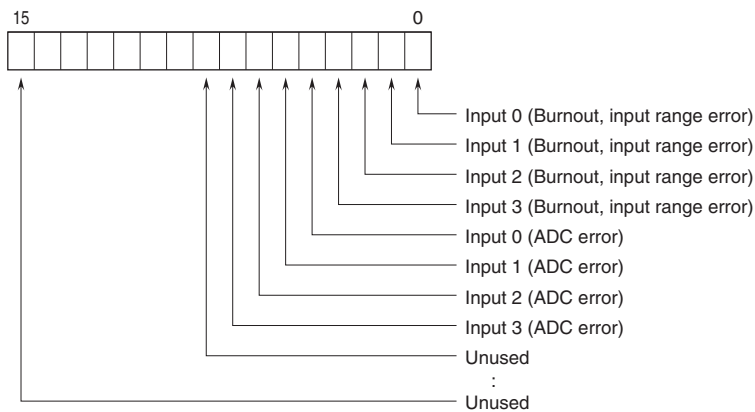 15 0
Input 0 (Burnout, input range error)
Input 1 (Burnout, input range error)
Input 2 (Burnout, input range error)
Input 3 (Burnout, input range error)
Input 0 (ADC error)
Input 1 (ADC error)
Input 2 (ADC error)
Input 3 (ADC error)
Unused
:
Unused